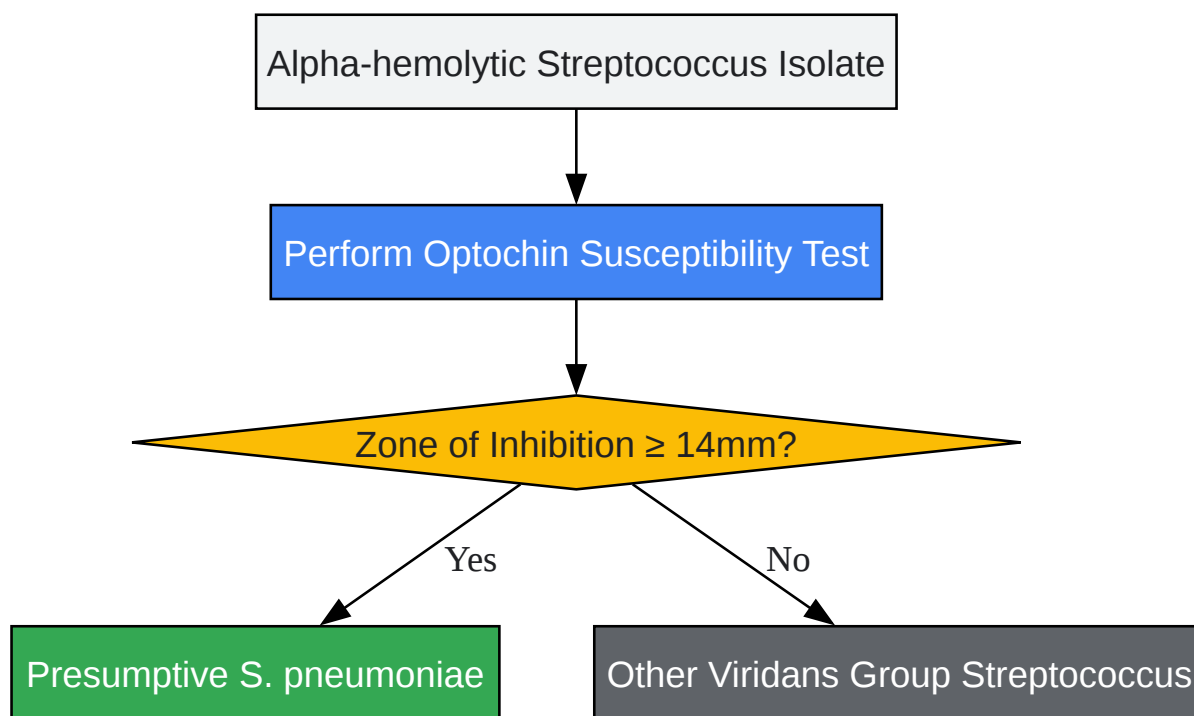 Alpha-hemolytic Streptococcus Isolate
Perform Optochin Susceptibility Test
Zone of Inhibition ≥ 14mm?
Yes
No
Presumptive S. pneumoniae
Other Viridans Group Streptococcus